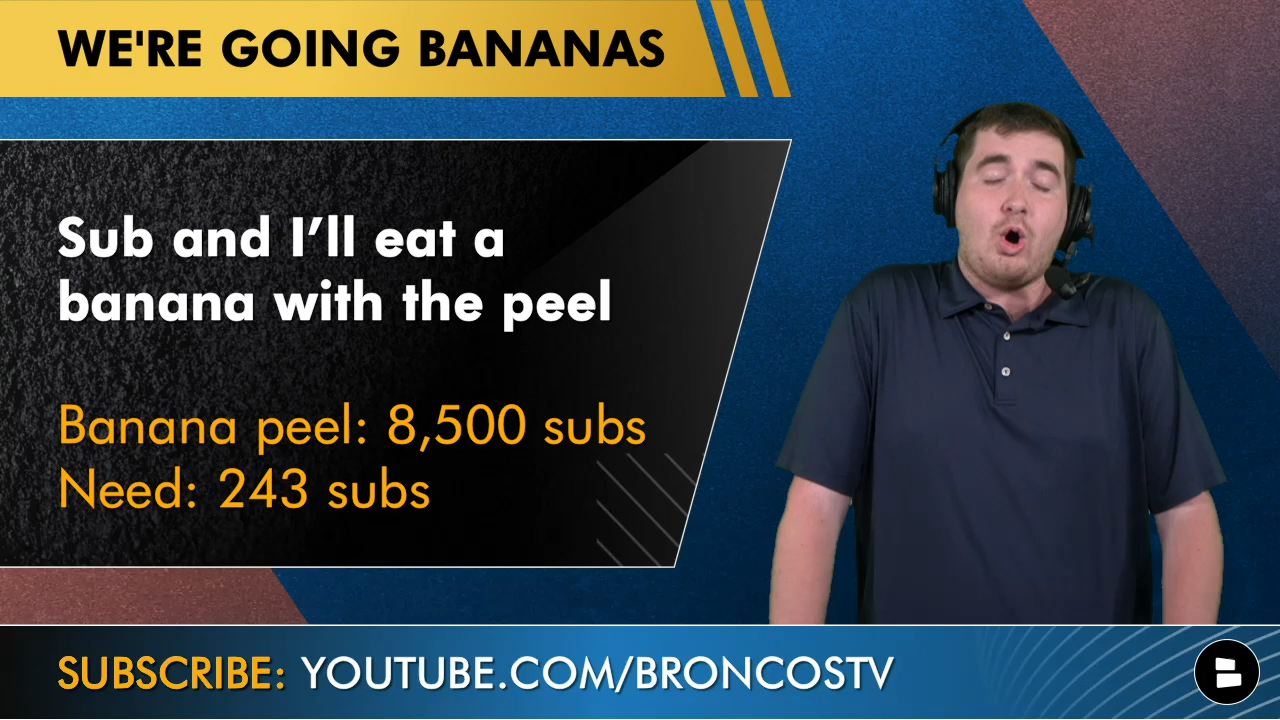 WE'RE GOING BANANAS
Sub and I’ll eat a
banana with the peel
Banana peel: 8,500 subs
Need: 243 subs
SUBSCRIBE: YOUTUBE.COM/BRONCOSTV